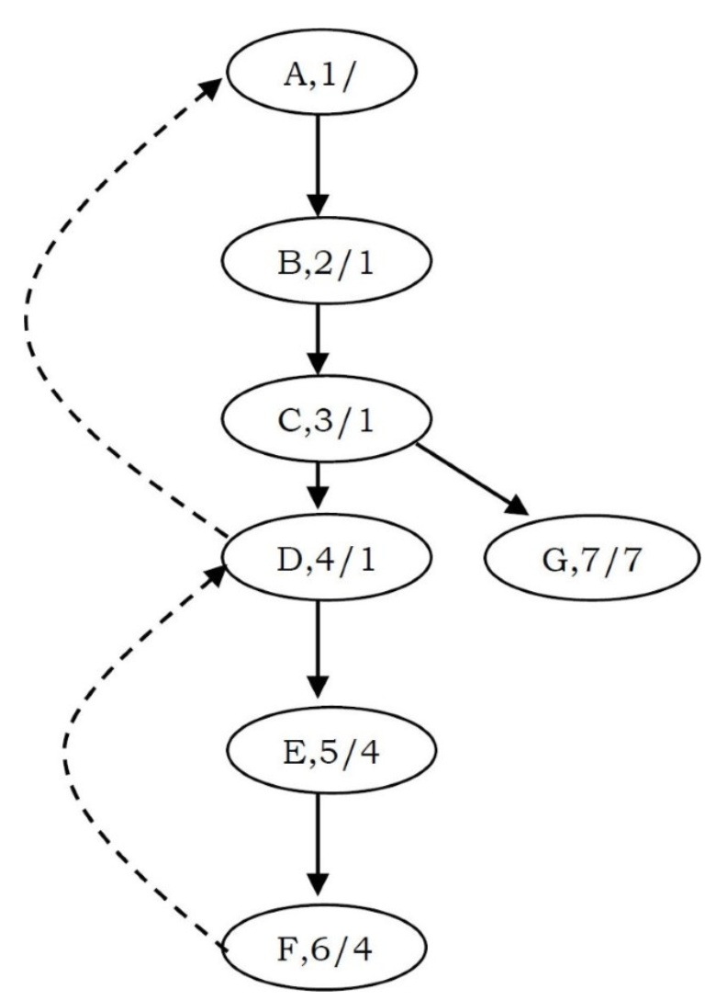 A,1/
B,2/1
C,3/1
D,4/1
G,7/7
E,5/4
F,6/4